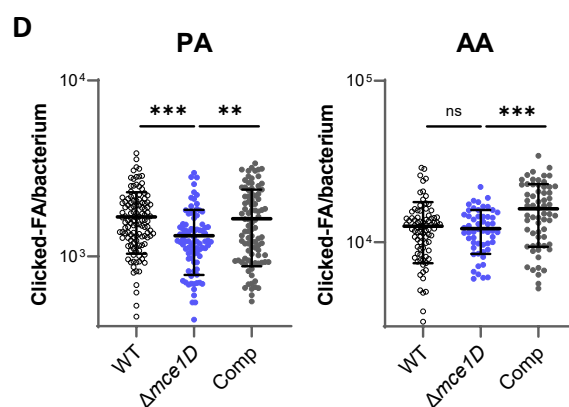 D
PA
AA
Clicked-FA/bacterium
10⁴
10³
*** **
WT
Δmce1D
Comp
Clicked-FA/bacterium
10⁵
10⁴
ns ***
WT
Δmce1D
Comp